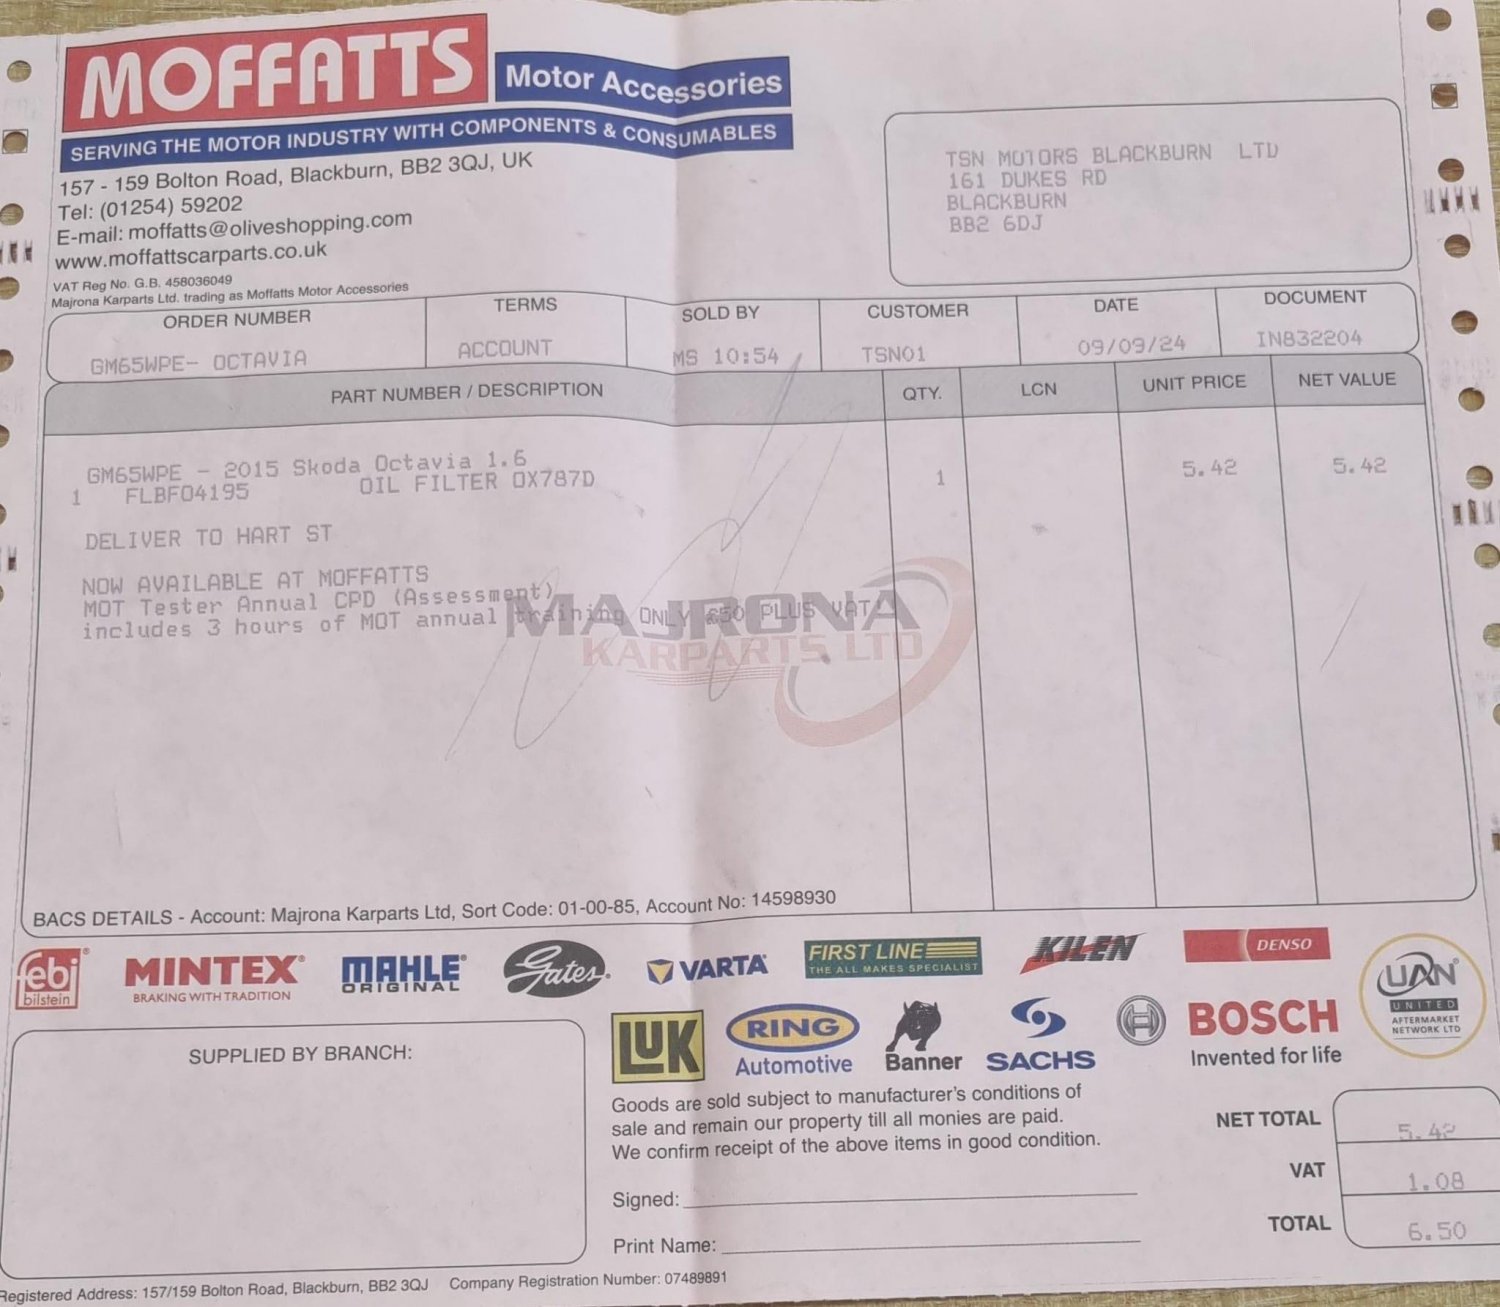 MOFFATTS
Motor Accessories
SERVING THE MOTOR INDUSTRY WITH COMPONENTS & CONSUMABLES
157 - 159 Bolton Road, Blackburn, BB2 3QJ, UK
Tel: (01254) 59202
E-mail: moffatts@oliveshopping.com
www.moffattscarparts.co.uk
VAT Reg No. G.B. 458036049
Majrona Karparts Ltd. trading as Moffatts Motor Accessories
TSN MOTORS BLACKBURN LTD
161 DUKES RD
BLACKBURN
BB2 6DJ
ORDER NUMBER TERMS SOLD BY CUSTOMER DATE DOCUMENT
GM65WPE- OCTAVIA ACCOUNT MS 10:54 TSN01 09/09/24 IN832204
PART NUMBER / DESCRIPTION QTY. LCN UNIT PRICE NET VALUE
GM65WPE - 2015 Skoda Octavia 1.6
1 FLBF04195 OIL FILTER OX787D 1 5.42 5.42
DELIVER TO HART ST
NOW AVAILABLE AT MOFFATTS
MOT Tester Annual CPD (Assessment)
includes 3 hours of MOT annual training ONLY £50 PLUS VAT
MAJRONA
KARPARTS LTD
BACS DETAILS - Account: Majrona Karparts Ltd, Sort Code: 01-00-85, Account No: 14598930
febi
bilstein
MINTEX
BRAKING WITH TRADITION
MAHLE
ORIGINAL
Gates
VARTA
FIRST LINE
THE ALL MAKES SPECIALIST
KILEN
DENSO
UAN
UNITED
AFTERMARKET
NETWORK LTD
LUK
RING
Automotive
Banner
SACHS
BOSCH
Invented for life
SUPPLIED BY BRANCH:
Goods are sold subject to manufacturer's conditions of
sale and remain our property till all monies are paid.
We confirm receipt of the above items in good condition.
Signed:
Print Name:
NET TOTAL 5.42
VAT 1.08
TOTAL 6.50
Registered Address: 157/159 Bolton Road, Blackburn, BB2 3QJ Company Registration Number: 07489891